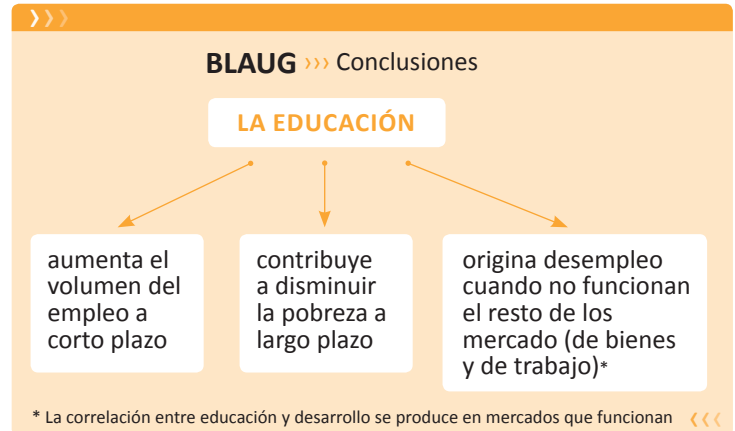 BLAUG ››› Conclusiones
LA EDUCACIÓN
aumenta el
volumen del
empleo a
corto plazo
contribuye
a disminuir
la pobreza a
largo plazo
origina desempleo
cuando no funcionan
el resto de los
mercado (de bienes
y de trabajo)*
* La correlación entre educación y desarrollo se produce en mercados que funcionan